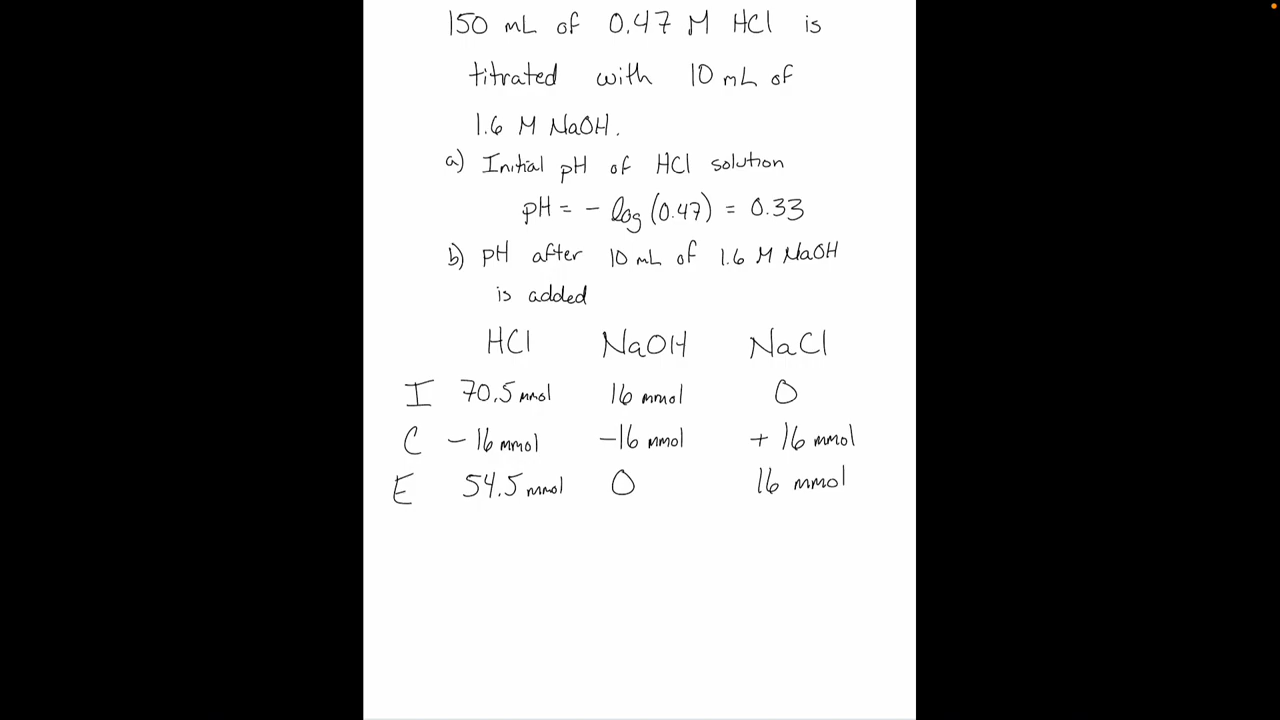 150 mL of 0.47 M HCl is
titrated with 10 mL of
1.6 M NaOH.
a) Initial pH of HCl solution
pH = - log (0.47) = 0.33
b) pH after 10 mL of 1.6 M NaOH
is added
HCl NaOH NaCl
I 70.5 mmol 16 mmol 0
C - 16 mmol -16 mmol + 16 mmol
E 54.5 mmol 0 16 mmol